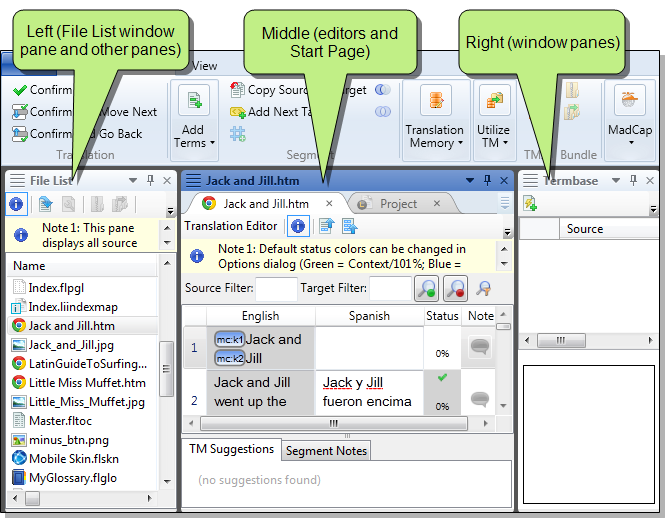 Left (File List window
pane and other panes)
Middle (editors and
Start Page)
Right (window panes)
View
Confirm
Move Next
Confirm
d Go Back
Translation
Add
Terms
Copy Sour
rget
Add Next Ta
Segment
Translation
Memory
Utilize
TM
TM
Bundle
MadCap
File List
Note 1: This pane
displays all source
Name
Index.flpgl
Index.liindexmap
Jack and Jill.htm
Jack_and_Jill.jpg
LatinGuideToSurfing...
Little Miss Muffet.htm
Little_Miss_Muffet.jpg
Master.fltoc
minus_btn.png
Mobile Skin.flskn
MyGlossary.flglo
Jack and Jill.htm
Jack and Jill.htm
Project
Translation Editor
Note 1: Default status colors can be changed in
Options dialog (Green = Context/101%; Blue =
Source Filter:
Target Filter:
English
Spanish
Status
Note
1
mc:k1 Jack and
mc:k2 Jill
0%
2
Jack and Jill
went up the
Jack y Jill
fueron encima
0%
TM Suggestions
Segment Notes
(no suggestions found)
Termbase
Source